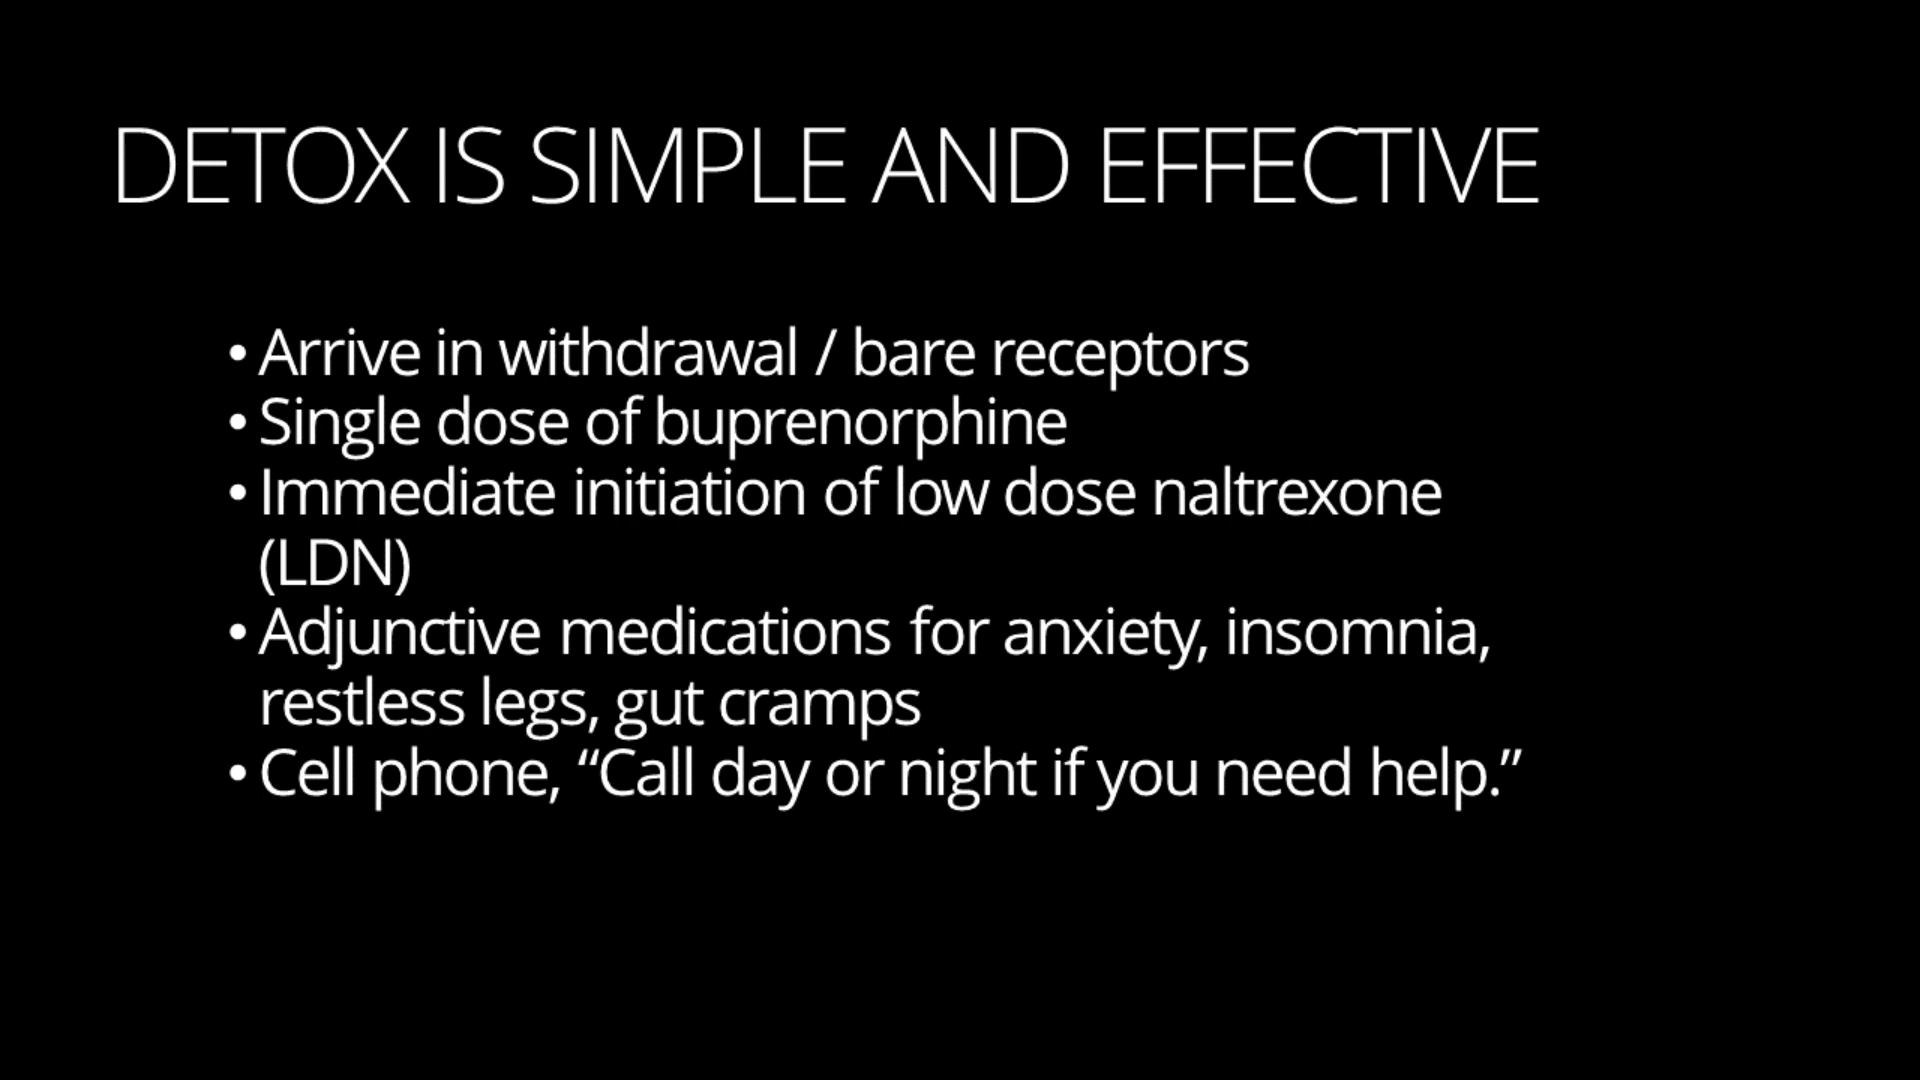 DETOX IS SIMPLE AND EFFECTIVE
• Arrive in withdrawal / bare receptors
• Single dose of buprenorphine
• Immediate initiation of low dose naltrexone
(LDN)
• Adjunctive medications for anxiety, insomnia,
restless legs, gut cramps
• Cell phone, “Call day or night if you need help.”